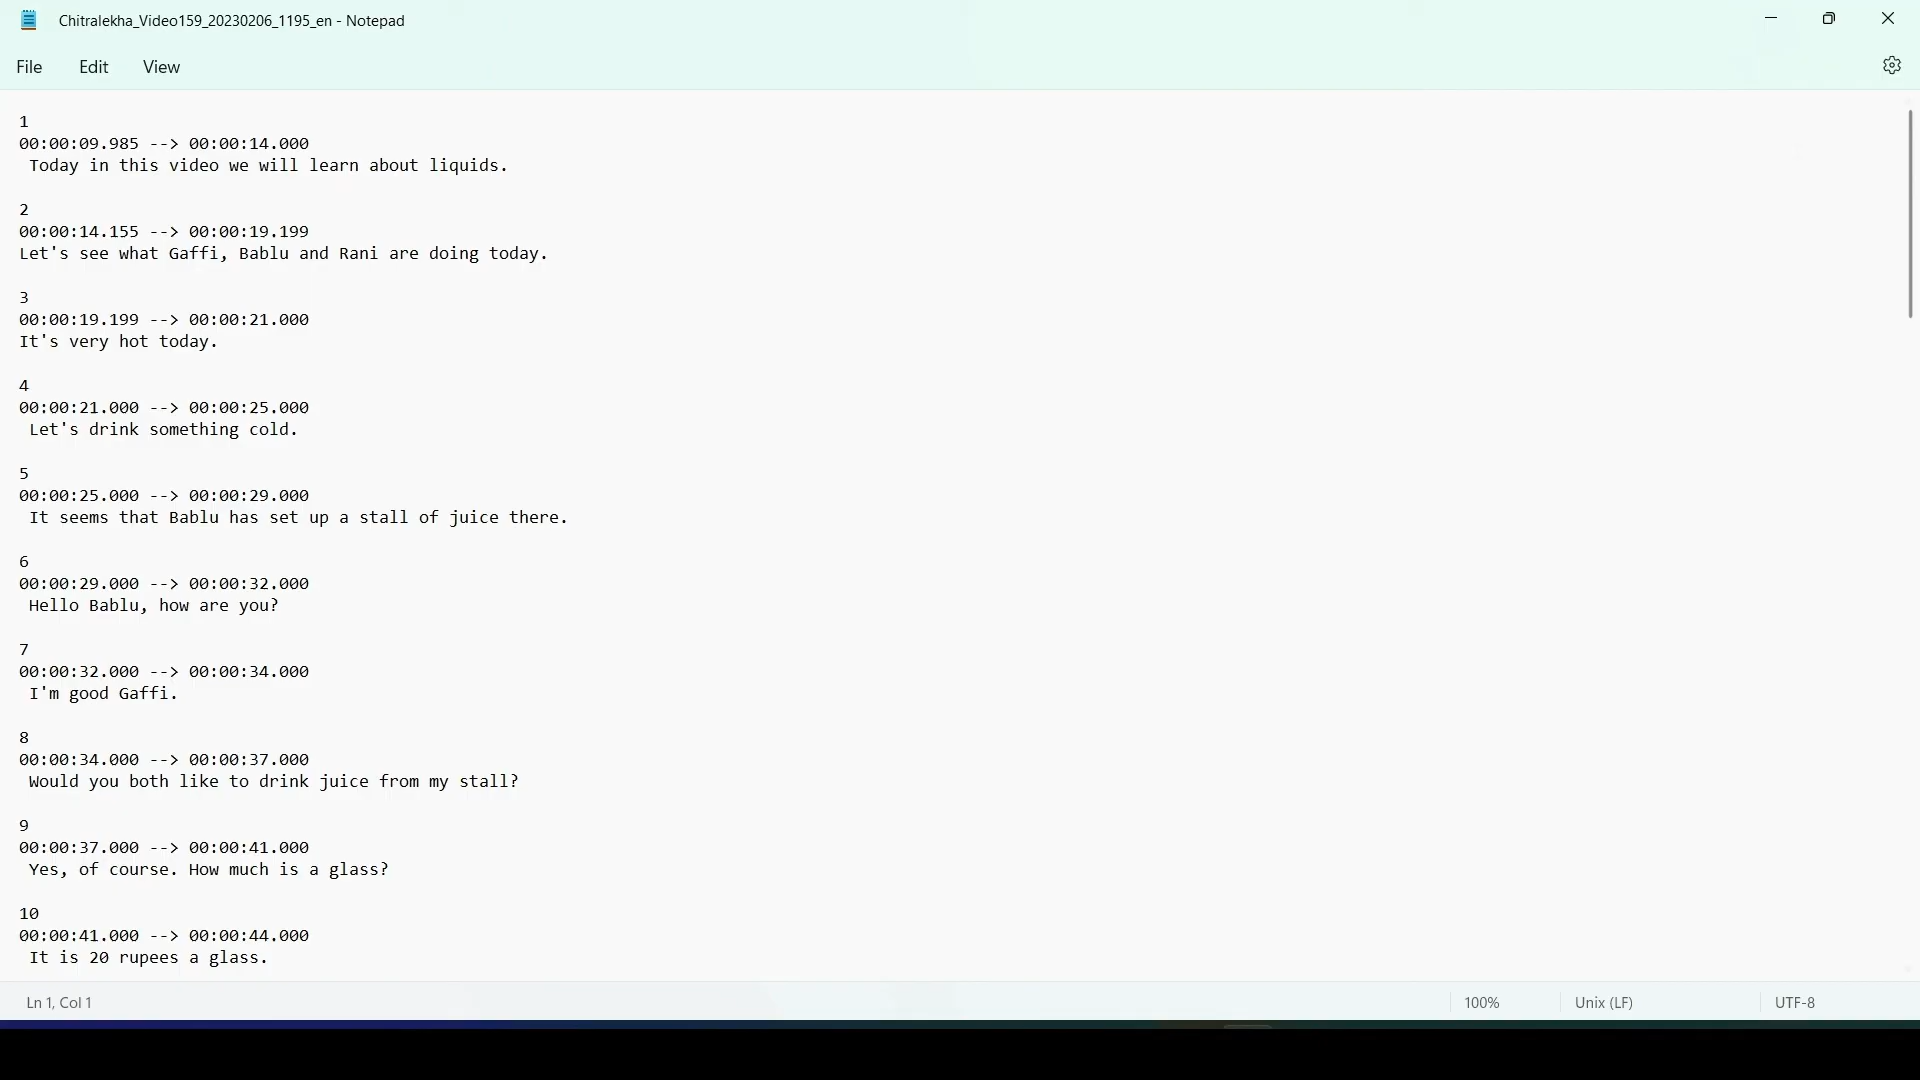 Chitralekha_Video159_20230206_1195_en - Notepad
File Edit View
1
00:00:09.985 --> 00:00:14.000
Today in this video we will learn about liquids.
2
00:00:14.155 --> 00:00:19.199
Let's see what Gaffi, Bablu and Rani are doing today.
3
00:00:19.199 --> 00:00:21.000
It's very hot today.
4
00:00:21.000 --> 00:00:25.000
Let's drink something cold.
5
00:00:25.000 --> 00:00:29.000
It seems that Bablu has set up a stall of juice there.
6
00:00:29.000 --> 00:00:32.000
Hello Bablu, how are you?
7
00:00:32.000 --> 00:00:34.000
I'm good Gaffi.
8
00:00:34.000 --> 00:00:37.000
Would you both like to drink juice from my stall?
9
00:00:37.000 --> 00:00:41.000
Yes, of course. How much is a glass?
10
00:00:41.000 --> 00:00:44.000
It is 20 rupees a glass.
Ln 1, Col 1 100% Unix (LF) UTF-8